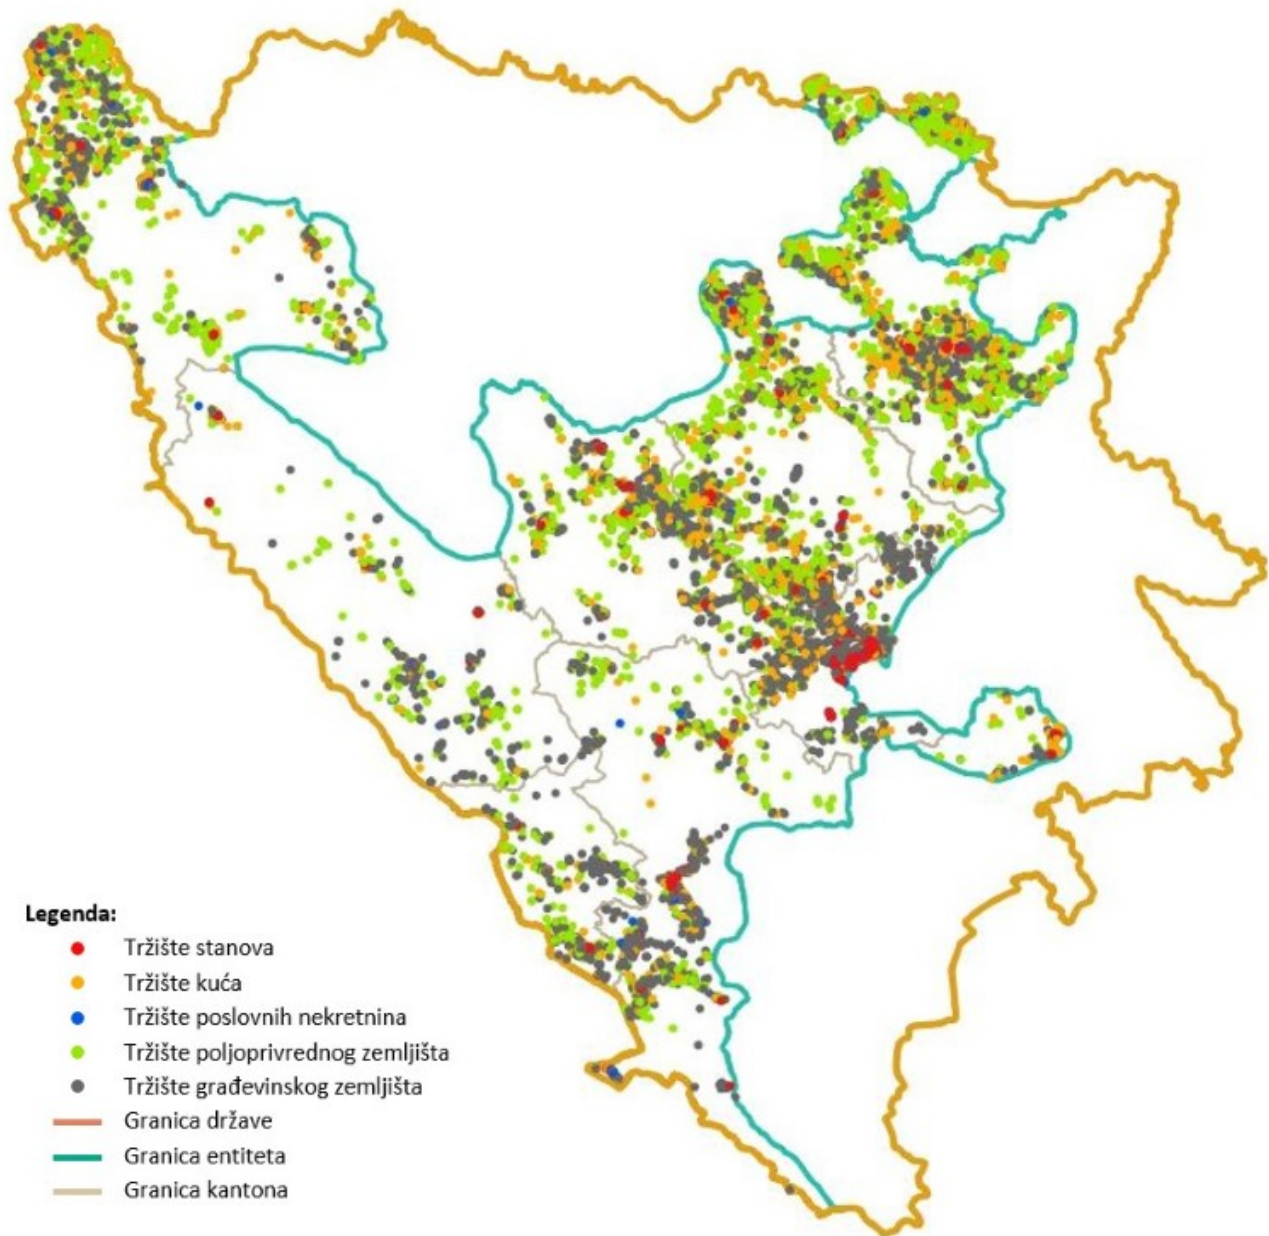 Legenda:
Tržište stanova
Tržište kuća
Tržište poslovnih nekretnina
Tržište poljoprivrednog zemljišta
Tržište građevinskog zemljišta
Granica države
Granica entiteta
Granica kantona